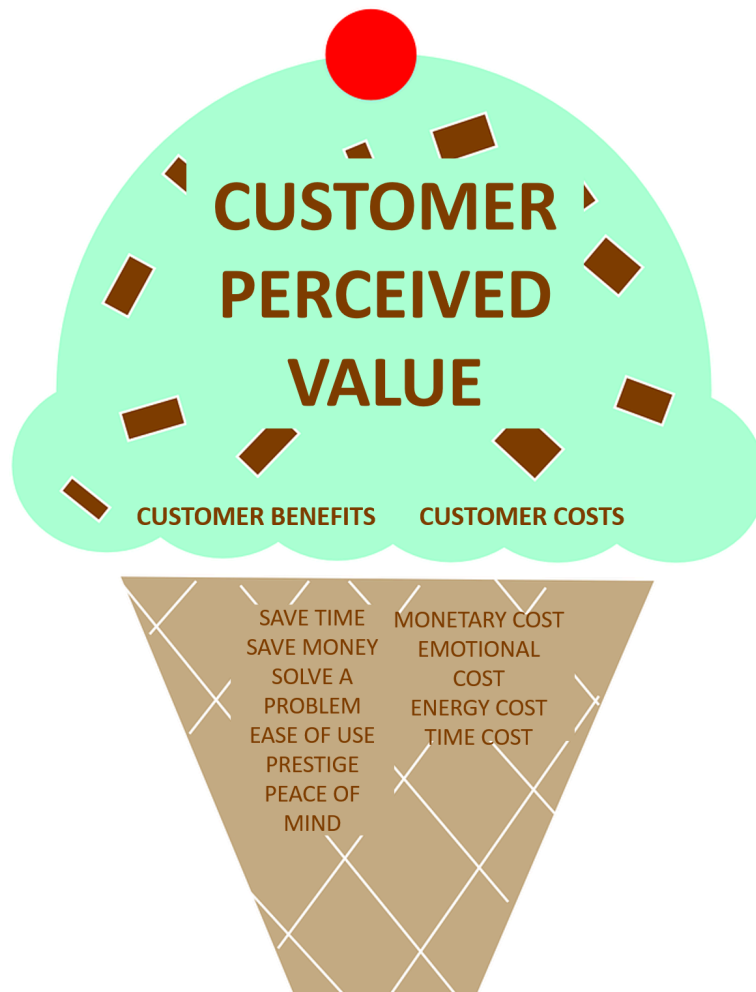 CUSTOMER
PERCEIVED
VALUE
CUSTOMER BENEFITS
CUSTOMER COSTS
SAVE TIME
SAVE MONEY
SOLVE A
PROBLEM
EASE OF USE
PRESTIGE
PEACE OF
MIND
MONETARY COST
EMOTIONAL
COST
ENERGY COST
TIME COST